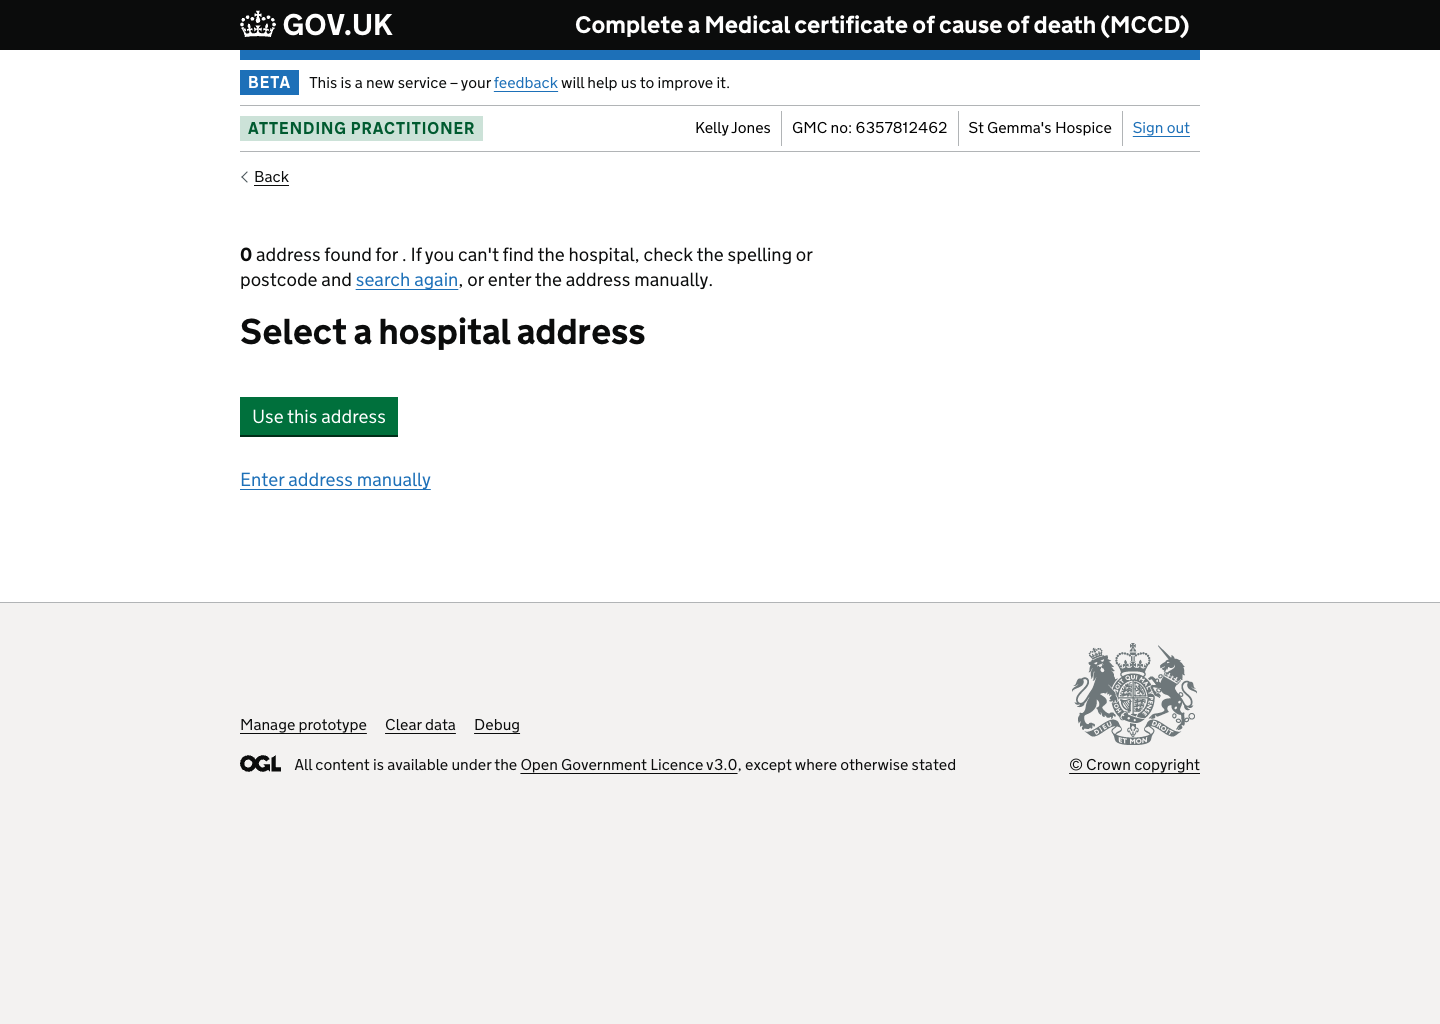 GOV.UK
Complete a Medical certificate of cause of death (MCCD)
BETA This is a new service – your feedback will help us to improve it.
ATTENDING PRACTITIONER
Kelly Jones
GMC no: 6357812462
St Gemma's Hospice
Sign out
Back
0 address found for . If you can't find the hospital, check the spelling or
postcode and search again, or enter the address manually.
Select a hospital address
Use this address
Enter address manually
Manage prototype Clear data Debug
OGL All content is available under the Open Government Licence v3.0, except where otherwise stated
DIEU ET MON DROIT
© Crown copyright